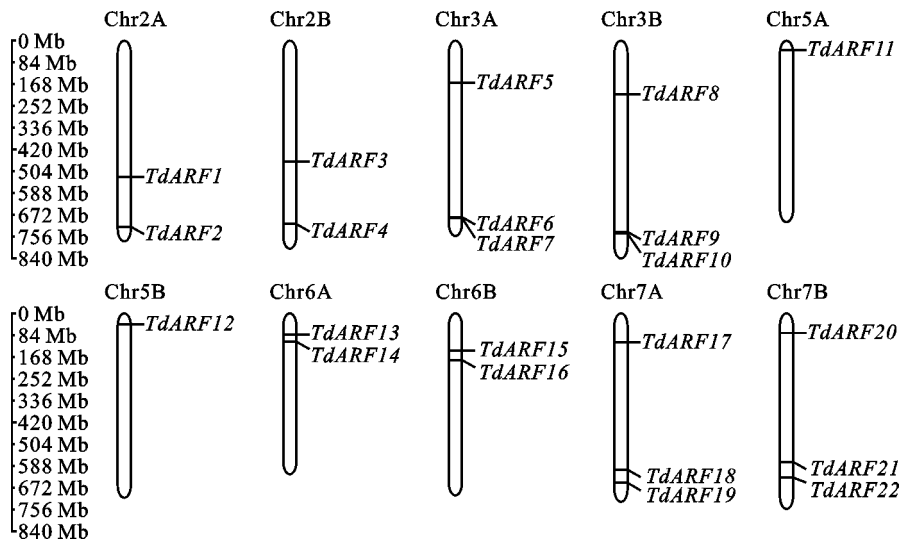 Chr2A
Chr2B
Chr3A
Chr3B
Chr5A
0 Mb
84 Mb
168 Mb
252 Mb
336 Mb
420 Mb
504 Mb
588 Mb
672 Mb
756 Mb
840 Mb
TdARF1
TdARF2
TdARF3
TdARF4
TdARF5
TdARF6
TdARF7
TdARF8
TdARF9
TdARF10
TdARF11
Chr5B
Chr6A
Chr6B
Chr7A
Chr7B
0 Mb
84 Mb
168 Mb
252 Mb
336 Mb
420 Mb
504 Mb
588 Mb
672 Mb
756 Mb
840 Mb
TdARF12
TdARF13
TdARF14
TdARF15
TdARF16
TdARF17
TdARF18
TdARF19
TdARF20
TdARF21
TdARF22